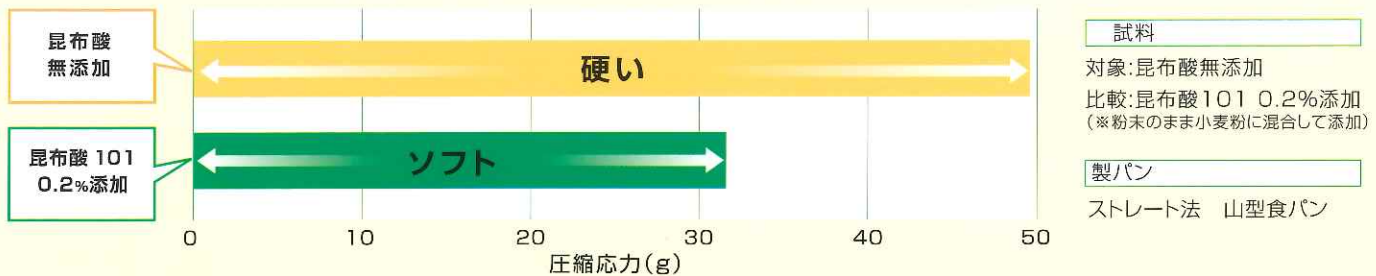 昆布酸
無添加
硬い
昆布酸 101
0.2%添加
ソフト
0 10 20 30 40 50
圧縮応力(g)
試料
対象:昆布酸無添加
比較:昆布酸101 0.2%添加
(※粉末のまま小麦粉に混合して添加)
製パン
ストレート法 山型食パン